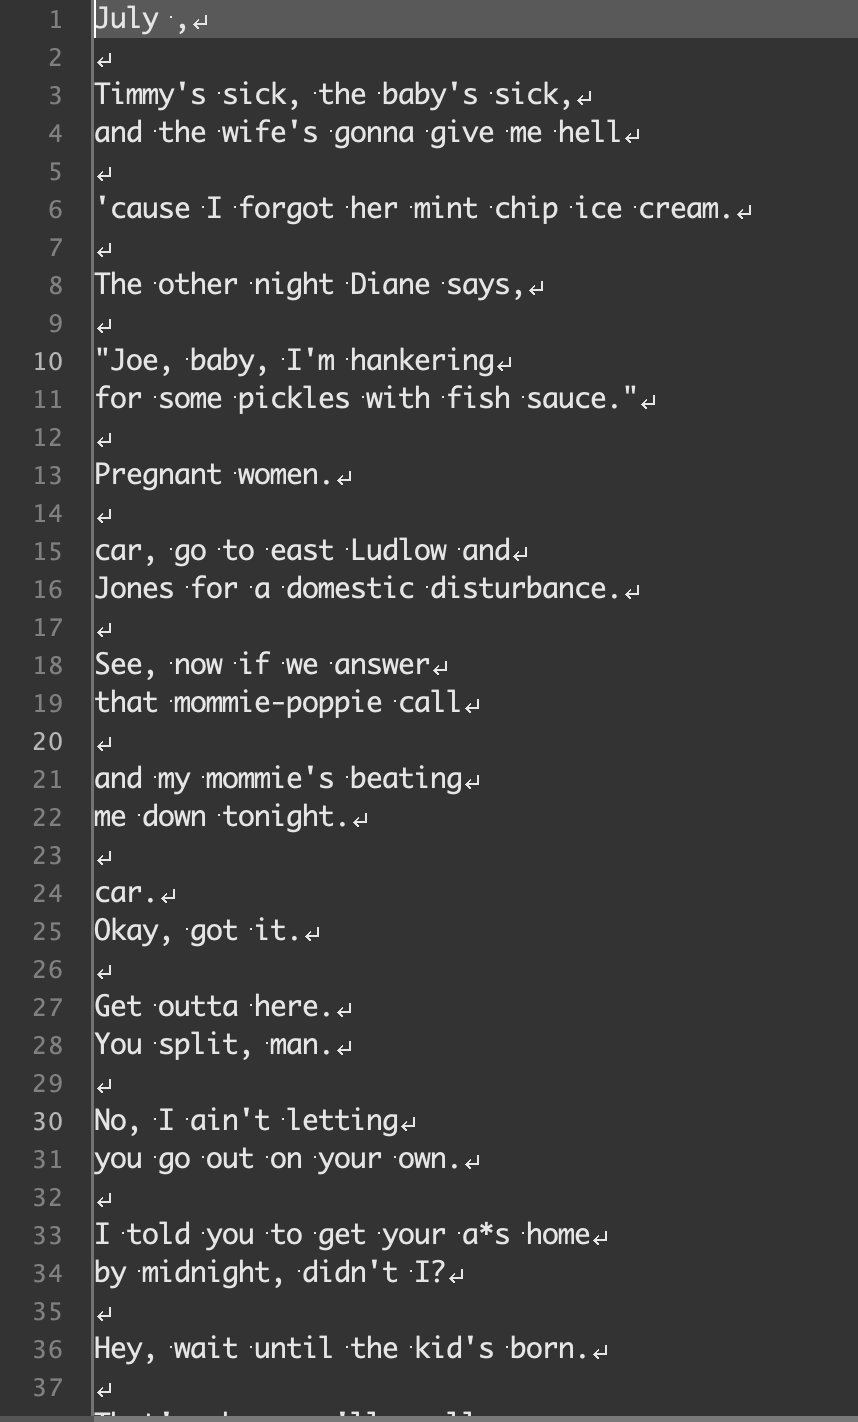 1 July ,
2
3 Timmy's sick, the baby's sick,
4 and the wife's gonna give me hell
5
6 'cause I forgot her mint chip ice cream.
7
8 The other night Diane says,
9
10 "Joe, baby, I'm hankering
11 for some pickles with fish sauce."
12
13 Pregnant women.
14
15 car, go to east Ludlow and
16 Jones for a domestic disturbance.
17
18 See, now if we answer
19 that mommie-poppie call
20
21 and my mommie's beating
22 me down tonight.
23
24 car.
25 Okay, got it.
26
27 Get outta here.
28 You split, man.
29
30 No, I ain't letting
31 you go out on your own.
32
33 I told you to get your a*s home
34 by midnight, didn't I?
35
36 Hey, wait until the kid's born.
37